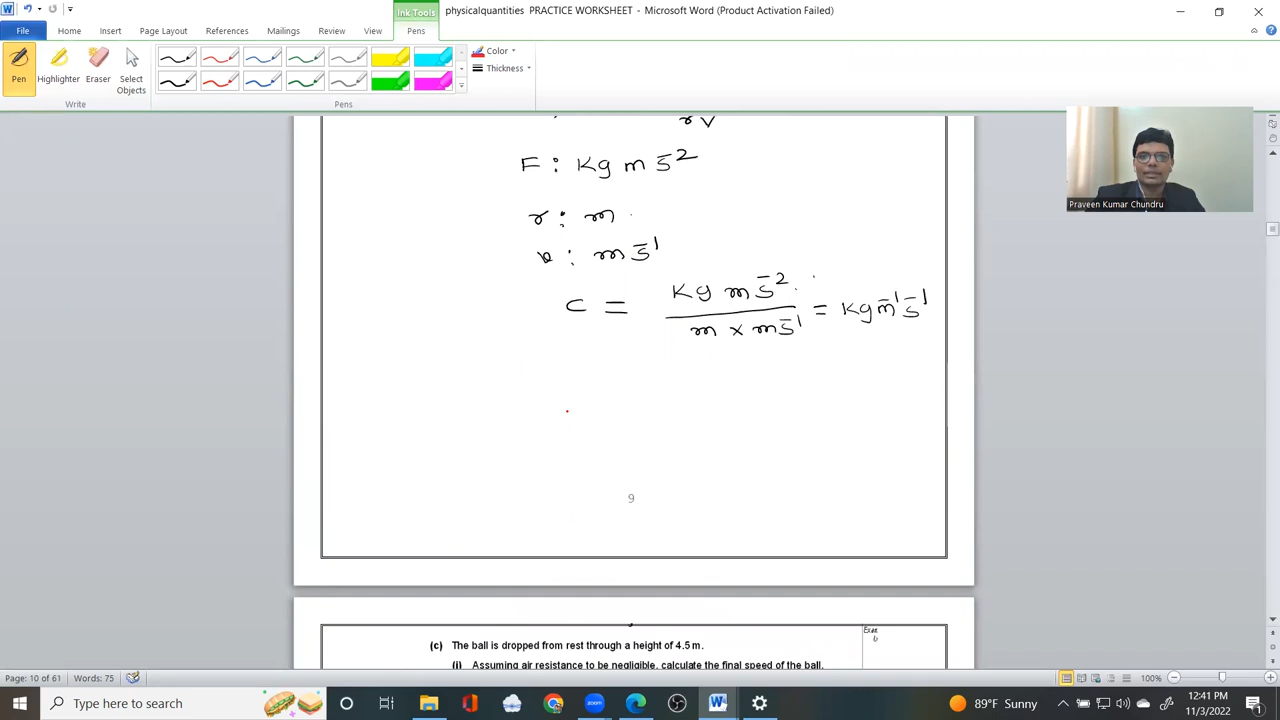 Ink Tools
physicalquantities PRACTICE WORKSHEET - Microsoft Word (Product Activation Failed)
File Home Insert Page Layout References Mailings Review View Pens
Pen Highlighter Eraser Select Objects
Color
Thickness
Write Pens
r v
F : Kg m s̄2
r : m
v : m s̄1
C = Kg m s̄2 / m x m s̄1 = Kg m̄1 s̄1
9
(c) The ball is dropped from rest through a height of 4.5 m.
(i) Assuming air resistance to be negligible, calculate the final speed of the ball.
Praveen Kumar Chundru
Page: 10 of 61 Words: 75 100%
Type here to search
zoom
89°F Sunny
12:41 PM
11/3/2022